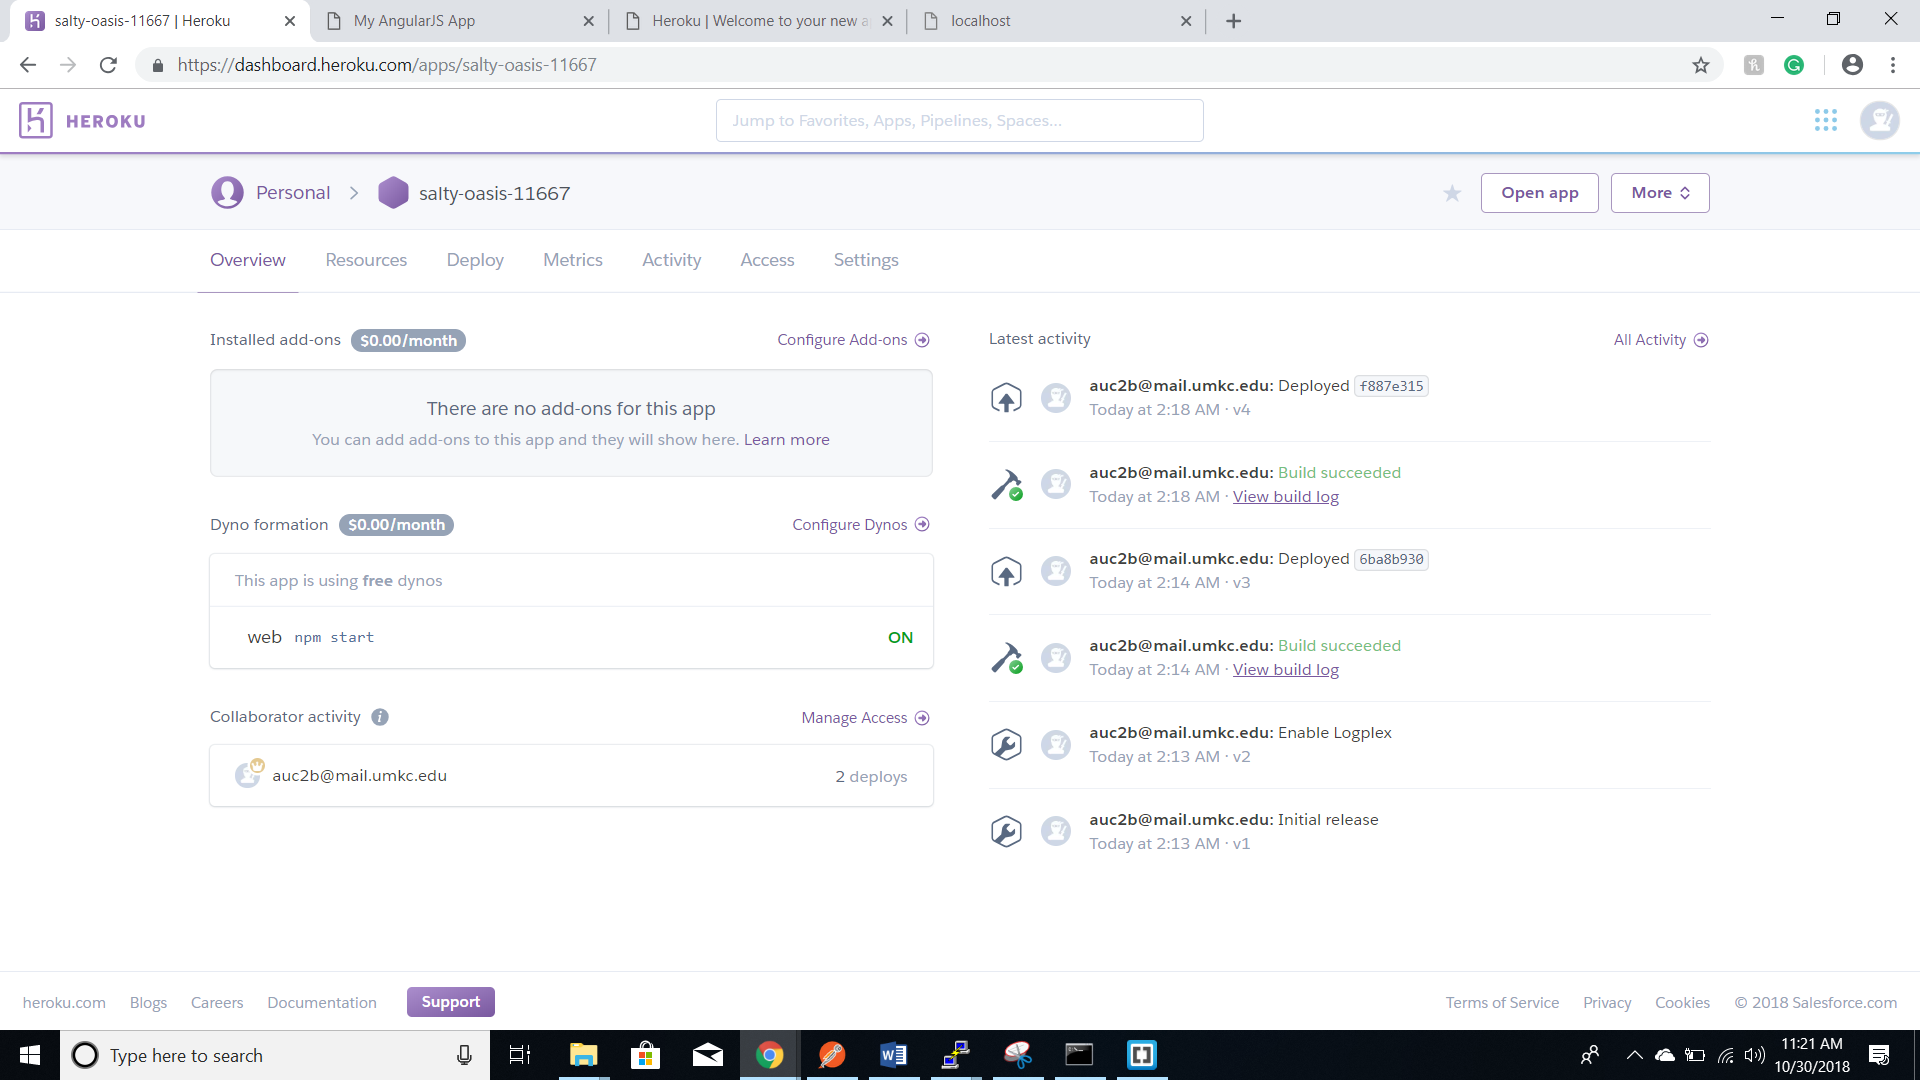 salty-oasis-11667 | Heroku
My AngularJS App
Heroku | Welcome to your new a
localhost
https://dashboard.heroku.com/apps/salty-oasis-11667
HEROKU
Jump to Favorites, Apps, Pipelines, Spaces...
Personal
salty-oasis-11667
Open app
More
Overview
Resources
Deploy
Metrics
Activity
Access
Settings
Installed add-ons $0.00/month
Configure Add-ons
There are no add-ons for this app
You can add add-ons to this app and they will show here. Learn more
Dyno formation $0.00/month
Configure Dynos
This app is using free dynos
web npm start
ON
Collaborator activity
Manage Access
auc2b@mail.umkc.edu
2 deploys
Latest activity
All Activity
auc2b@mail.umkc.edu: Deployed f887e315
Today at 2:18 AM · v4
auc2b@mail.umkc.edu: Build succeeded
Today at 2:18 AM · View build log
auc2b@mail.umkc.edu: Deployed 6ba8b930
Today at 2:14 AM · v3
auc2b@mail.umkc.edu: Build succeeded
Today at 2:14 AM · View build log
auc2b@mail.umkc.edu: Enable Logplex
Today at 2:13 AM · v2
auc2b@mail.umkc.edu: Initial release
Today at 2:13 AM · v1
heroku.com
Blogs
Careers
Documentation
Support
Terms of Service
Privacy
Cookies
© 2018 Salesforce.com
Type here to search
11:21 AM
10/30/2018